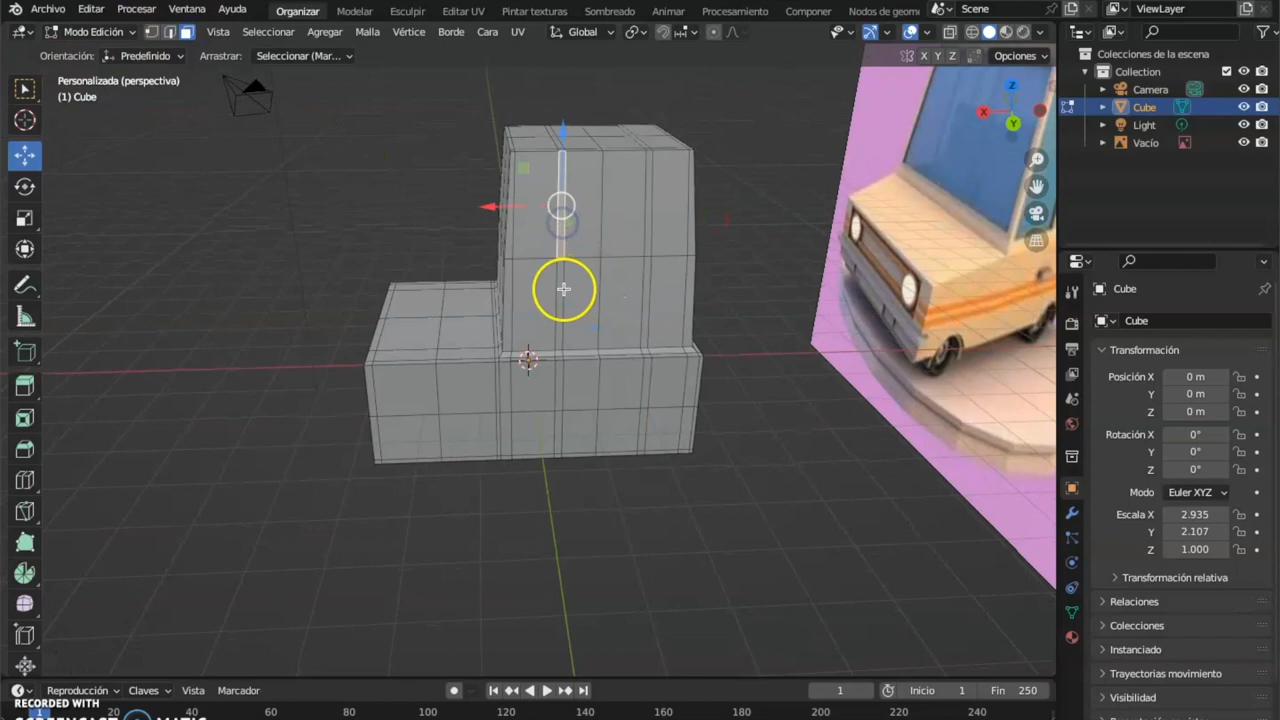 Archivo Editar Procesar Ventana Ayuda Organizar Modelar Esculpir Editar UV Pintar texturas Sombreado Animar Procesamiento Componer Nodos de geome Scene ViewLayer
Modo Edición Vista Seleccionar Agregar Malla Vértice Borde Cara UV Global
Orientación: Predefinido Arrastrar: Seleccionar (Mar... X Y Z Opciones
Personalizada (perspectiva)
(1) Cube
Z
X
Y
Colecciones de la escena
Collection
Camera
Cube
Light
Vacío
Cube
Cube
Transformación
Posición X 0 m
Y 0 m
Z 0 m
Rotación X 0°
Y 0°
Z 0°
Modo Euler XYZ
Escala X 2.935
Y 2.107
Z 1.000
Transformación relativa
Relaciones
Colecciones
Instanciado
Trayectorias movimiento
Visibilidad
Reproducción Claves Vista Marcador 1 Inicio 1 Fin 250
RECORDED WITH
1 20 40 60 80 100 120 140 160 180 200 220 240